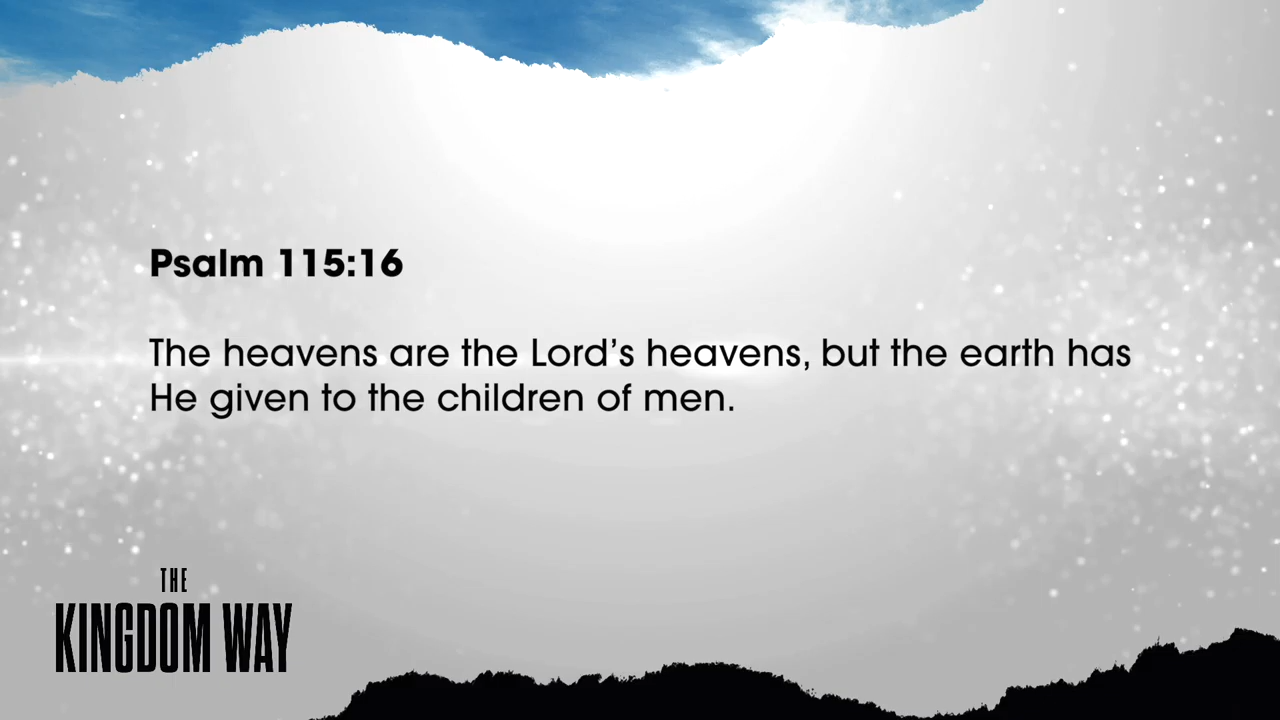 Psalm 115:16
The heavens are the Lord’s heavens, but the earth has
He given to the children of men.
THE
KINGDOM WAY